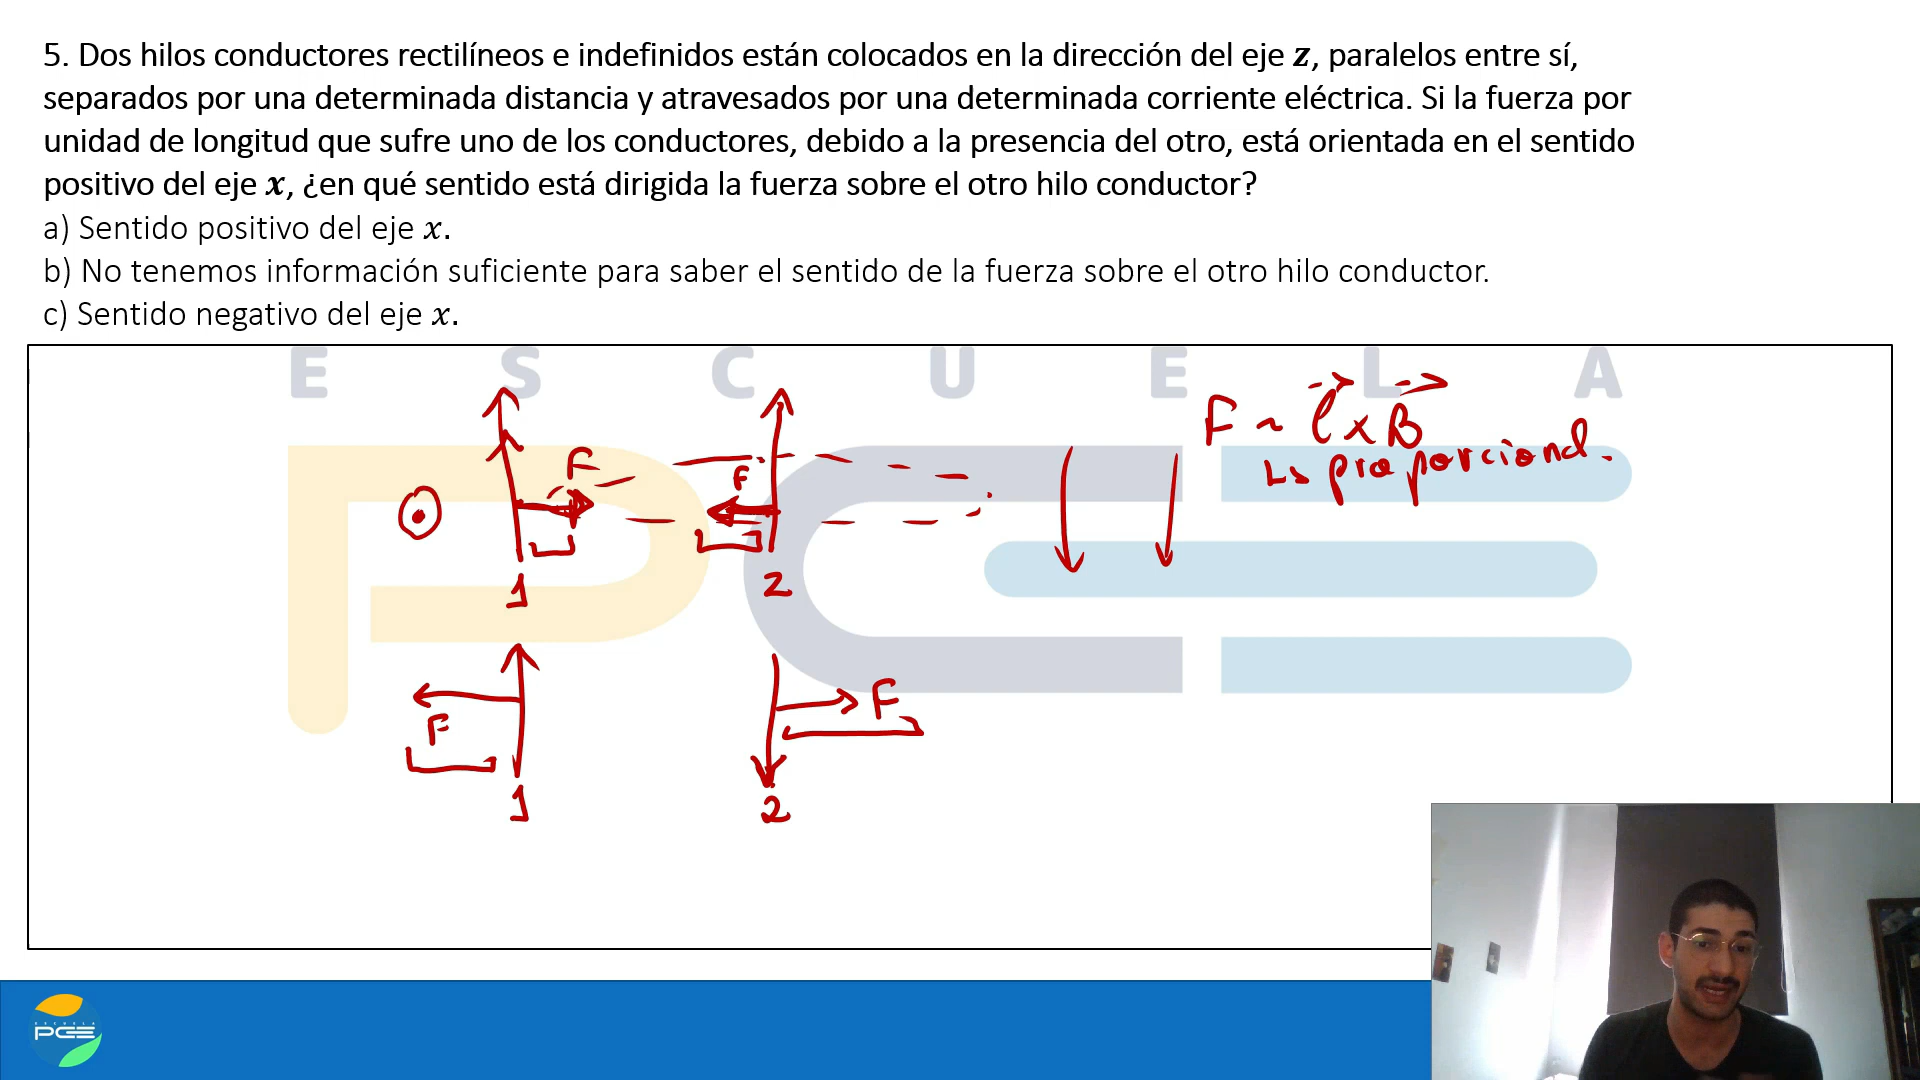 5. Dos hilos conductores rectilíneos e indefinidos están colocados en la dirección del eje z, paralelos entre sí,
separados por una determinada distancia y atravesados por una determinada corriente eléctrica. Si la fuerza por
unidad de longitud que sufre uno de los conductores, debido a la presencia del otro, está orientada en el sentido
positivo del eje x, ¿en qué sentido está dirigida la fuerza sobre el otro hilo conductor?
a) Sentido positivo del eje x.
b) No tenemos información suficiente para saber el sentido de la fuerza sobre el otro hilo conductor.
c) Sentido negativo del eje x.
E S C U E L A
F ~ l x B
↳ proporcional.
F
F
1
2
F
F
1
2
ESCUELA
PCE